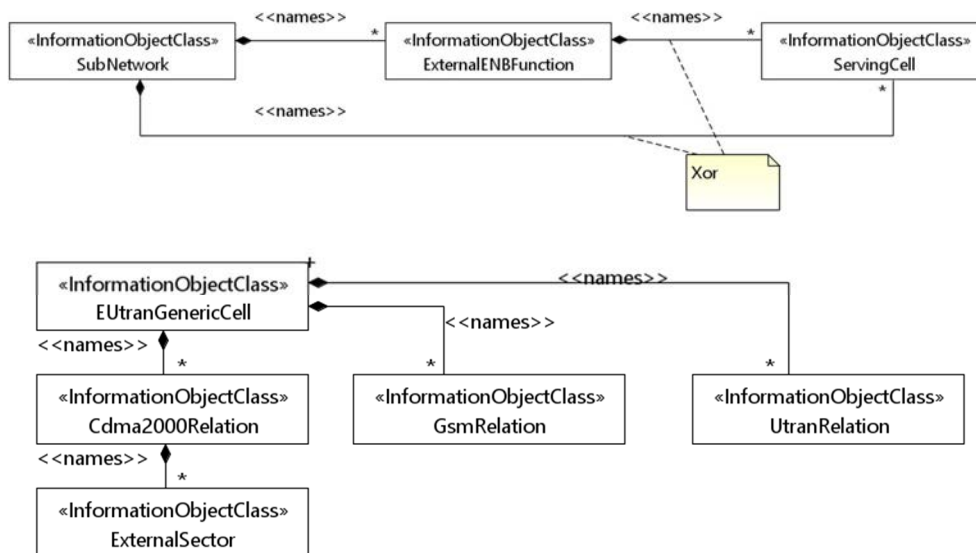 <<names>>
<<names>>
«InformationObjectClass»
SubNetwork
*
«InformationObjectClass»
ExternalENBFunction
*
«InformationObjectClass»
ServingCell
*
<<names>>
Xor
«InformationObjectClass»
EUtranGenericCell
+
<<names>>
<<names>>
<<names>>
*
*
*
«InformationObjectClass»
Cdma2000Relation
«InformationObjectClass»
GsmRelation
«InformationObjectClass»
UtranRelation
<<names>>
*
«InformationObjectClass»
ExternalSector